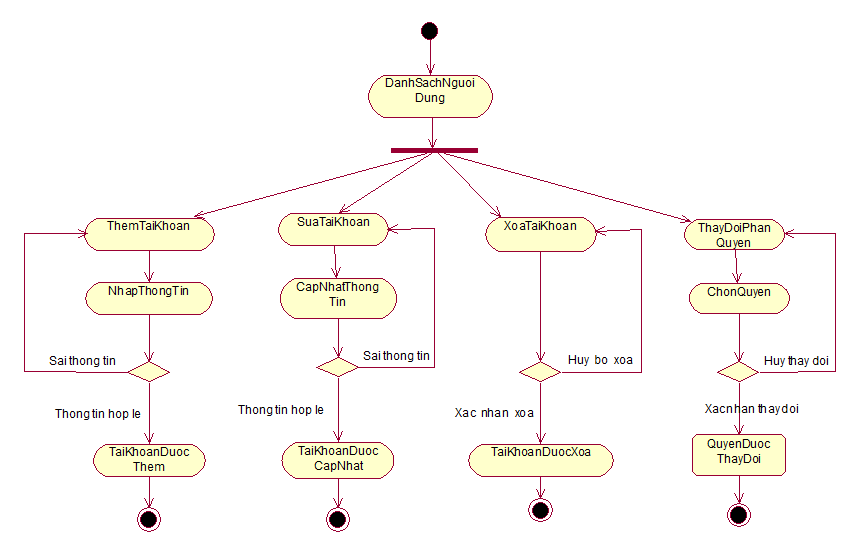 DanhSachNguoi
Dung
ThemTaiKhoan
SuaTaiKhoan
XoaTaiKhoan
ThayDoiPhan
Quyen
NhapThongTin
CapNhatThong
Tin
ChonQuyen
Sai thong tin
Sai thong tin
Huy bo xoa
Huy thay doi
Thong tin hop le
Thong tin hop le
Xac nhan xoa
Xac nhan thay doi
TaiKhoanDuoc
Them
TaiKhoanDuoc
CapNhat
TaiKhoanDuocXoa
QuyenDuoc
ThayDoi